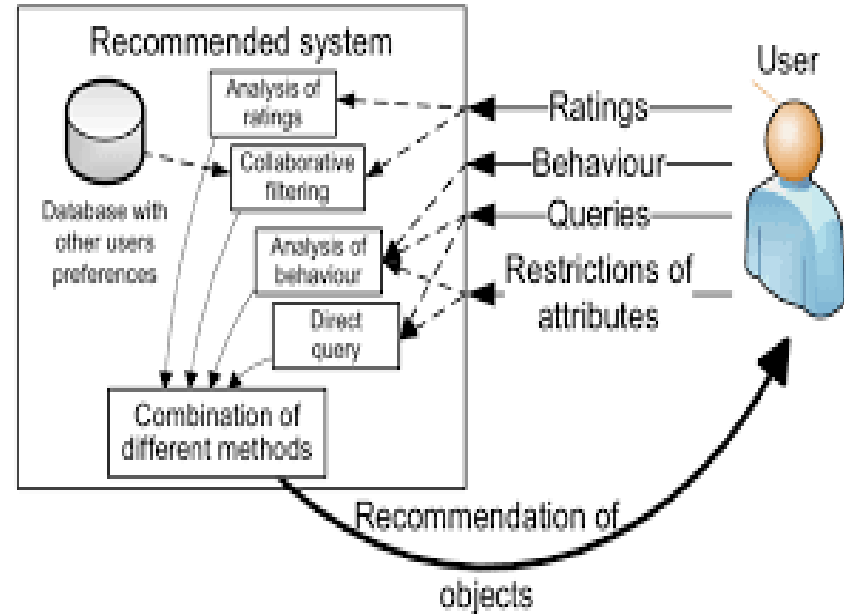 Recommended system
User
Analysis of
ratings
Ratings
Collaborative
filtering
Behaviour
Database with
other users
preferences
Queries
Analysis of
behaviour
Restrictions of
attributes
Direct
query
Combination of
different methods
Recommendation of
objects